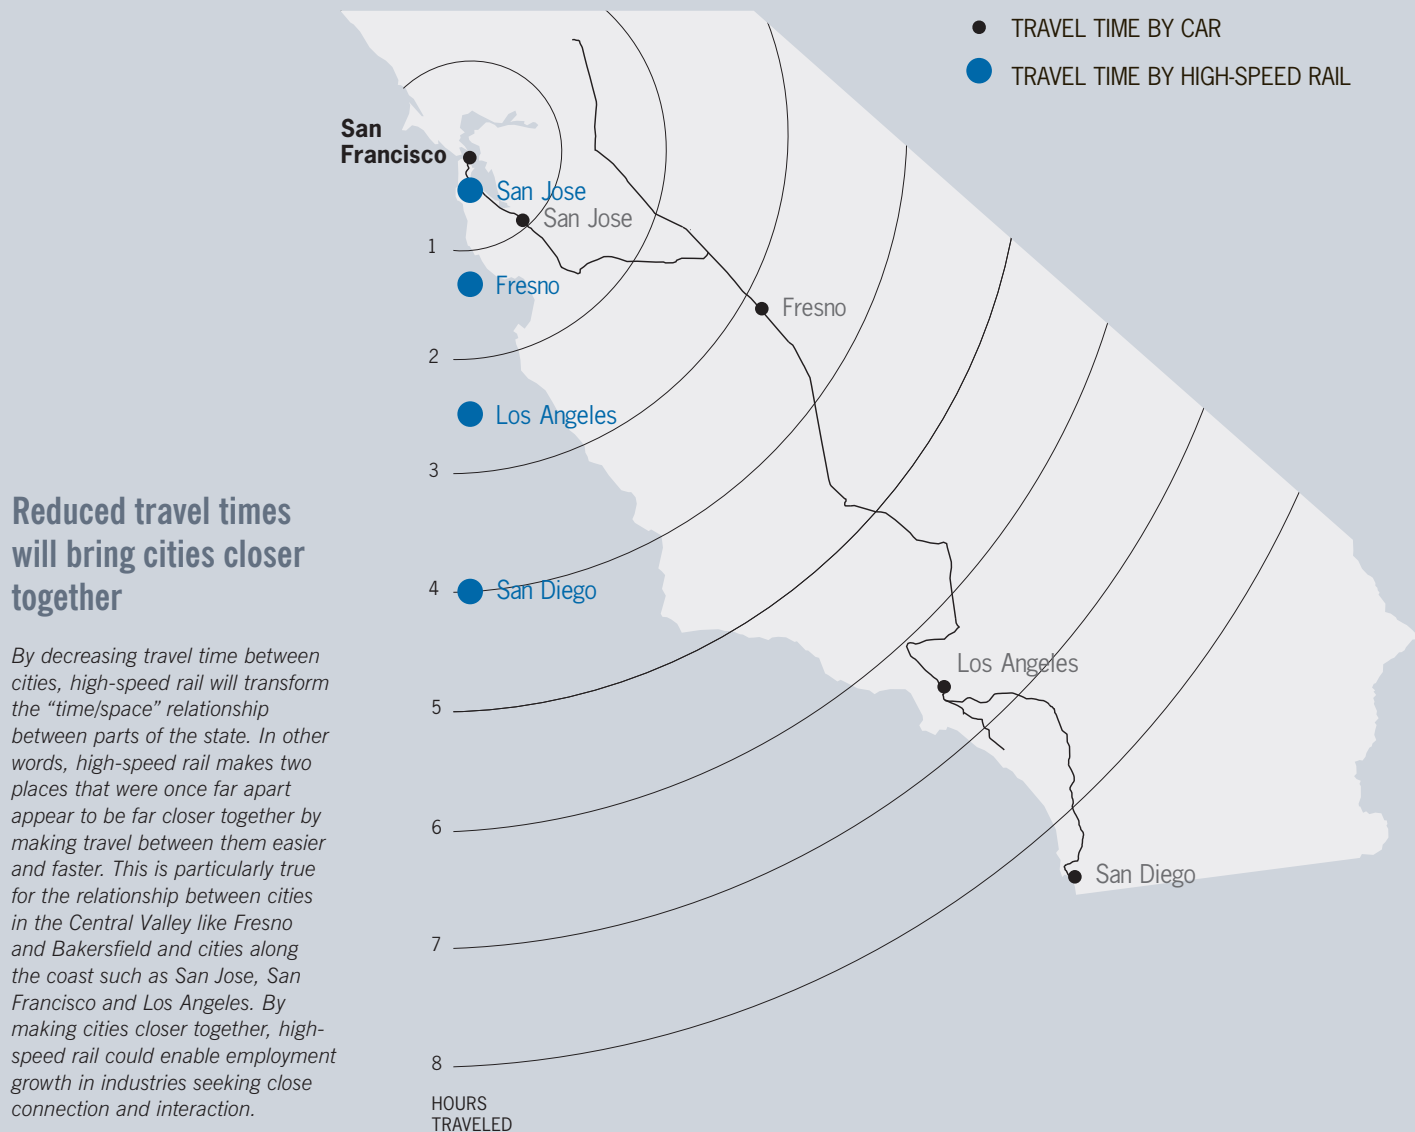 TRAVEL TIME BY CAR
TRAVEL TIME BY HIGH-SPEED RAIL
San
Francisco
San Jose
San Jose
1
Fresno
Fresno
2
Los Angeles
3
4
San Diego
Los Angeles
5
6
San Diego
7
8
HOURS
TRAVELED
Reduced travel times
will bring cities closer
together
By decreasing travel time between
cities, high-speed rail will transform
the “time/space” relationship
between parts of the state. In other
words, high-speed rail makes two
places that were once far apart
appear to be far closer together by
making travel between them easier
and faster. This is particularly true
for the relationship between cities
in the Central Valley like Fresno
and Bakersfield and cities along
the coast such as San Jose, San
Francisco and Los Angeles. By
making cities closer together, high-
speed rail could enable employment
growth in industries seeking close
connection and interaction.